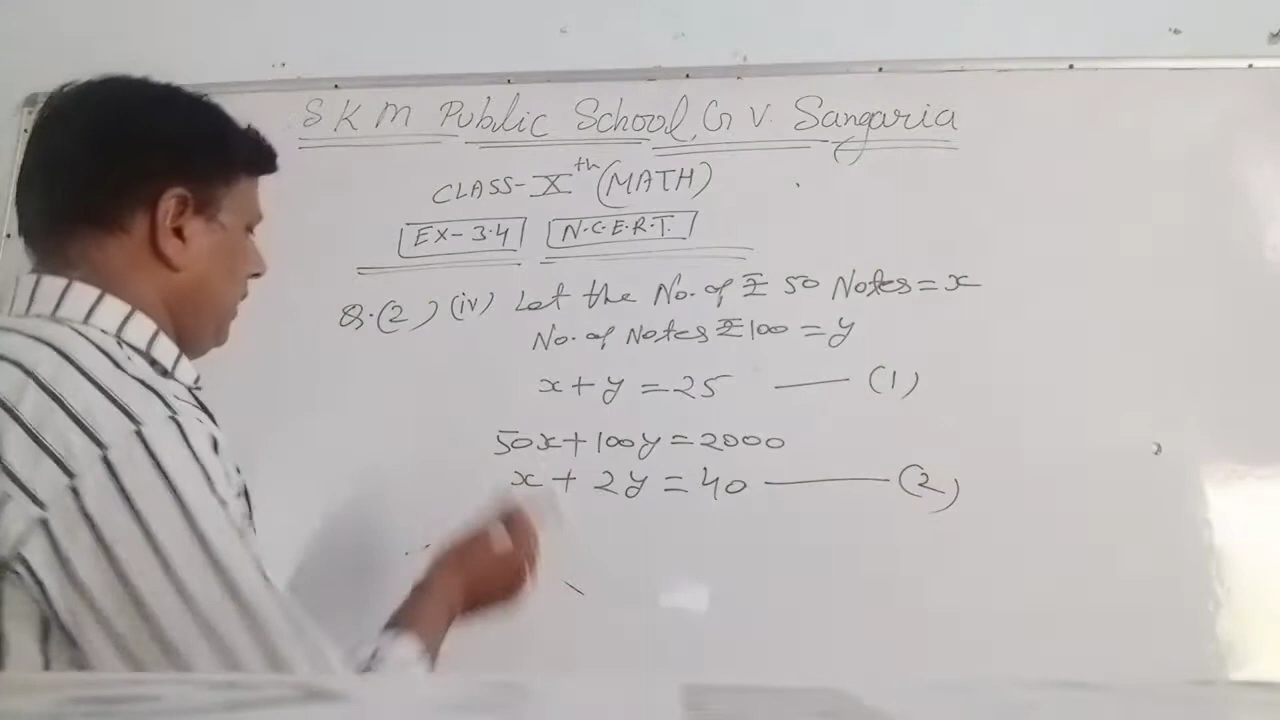 SKM Public School, G V. Sangaria
CLASS-Xth (MATH)
EX-3.4 N.C.E.R.T.
Q.(2) (iv) Let the No. of ₹ 50 Notes = x
No. of Notes ₹100 = y
x + y = 25 — (1)
50x + 100y = 2000
x + 2y = 40 — (2)